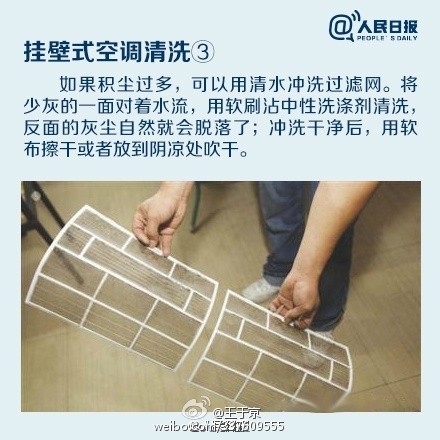 @人民日报
PEOPLE'S DAILY
挂壁式空调清洗③
如果积尘过多，可以用清水冲洗过滤网。将
少灰的一面对着水流，用软刷沾中性洗涤剂清洗，
反面的灰尘自然就会脱落了；冲洗干净后，用软
布擦干或者放到阴凉处吹干。
@王于京